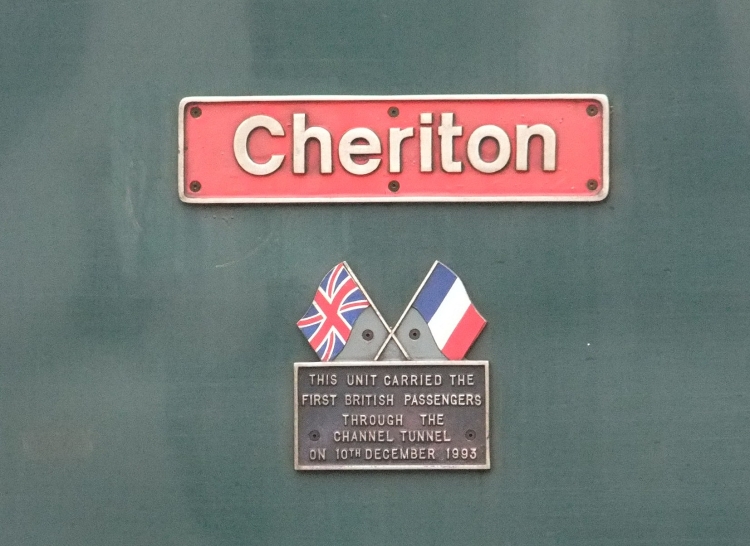 Cheriton
THIS UNIT CARRIED THE
FIRST BRITISH PASSENGERS
THROUGH THE
CHANNEL TUNNEL
ON 10TH DECEMBER 1993